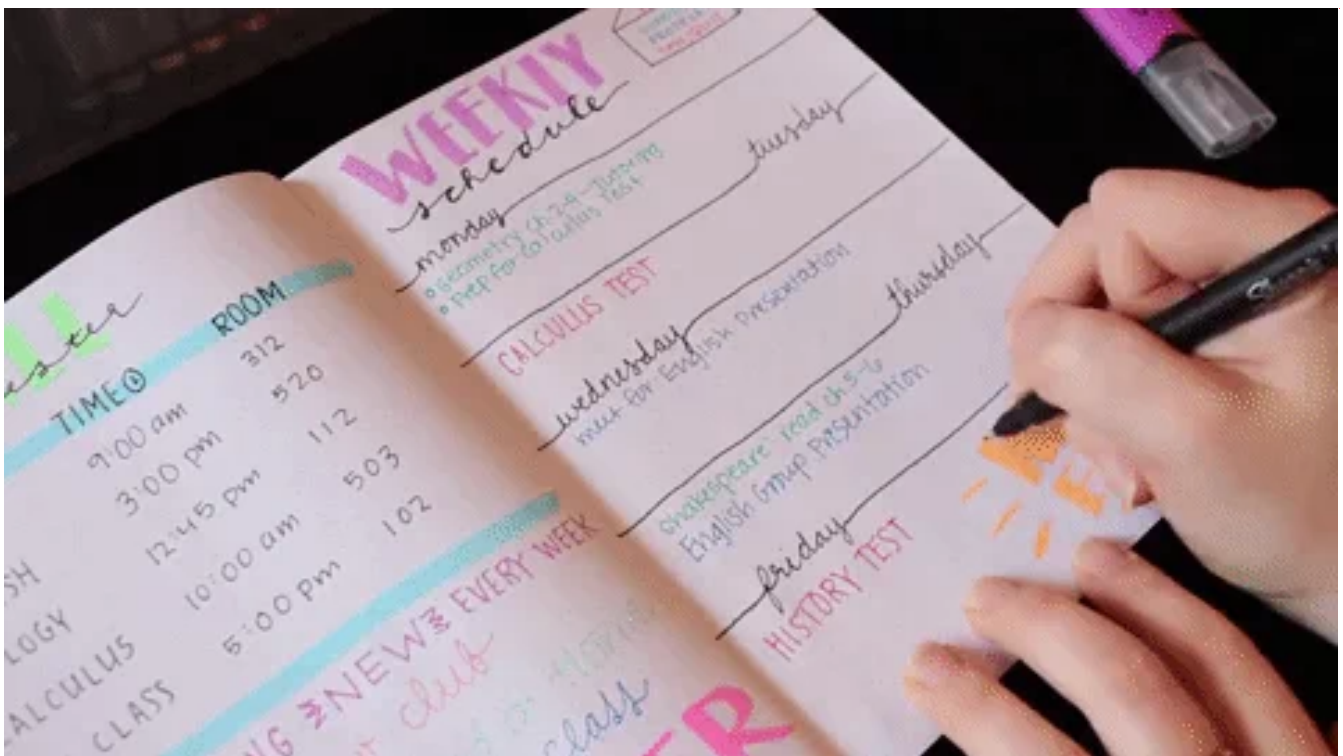 TIME ROOM
9:00 am 312
3:00 pm 520
12:45 pm 112
10:00 am 503
5:00 pm 102
CALCULUS
CLASS
NEW EVERY WEEK
club
class
WEEKLY
schedule
monday
geometry ch 2.4 - Tutoring
Prep for Calculus Test
tuesday
CALCULUS TEST
wednesday
meet for English Presentation
thursday
shakespeare read ch. 5-6
English Group Presentation
friday
HISTORY TEST